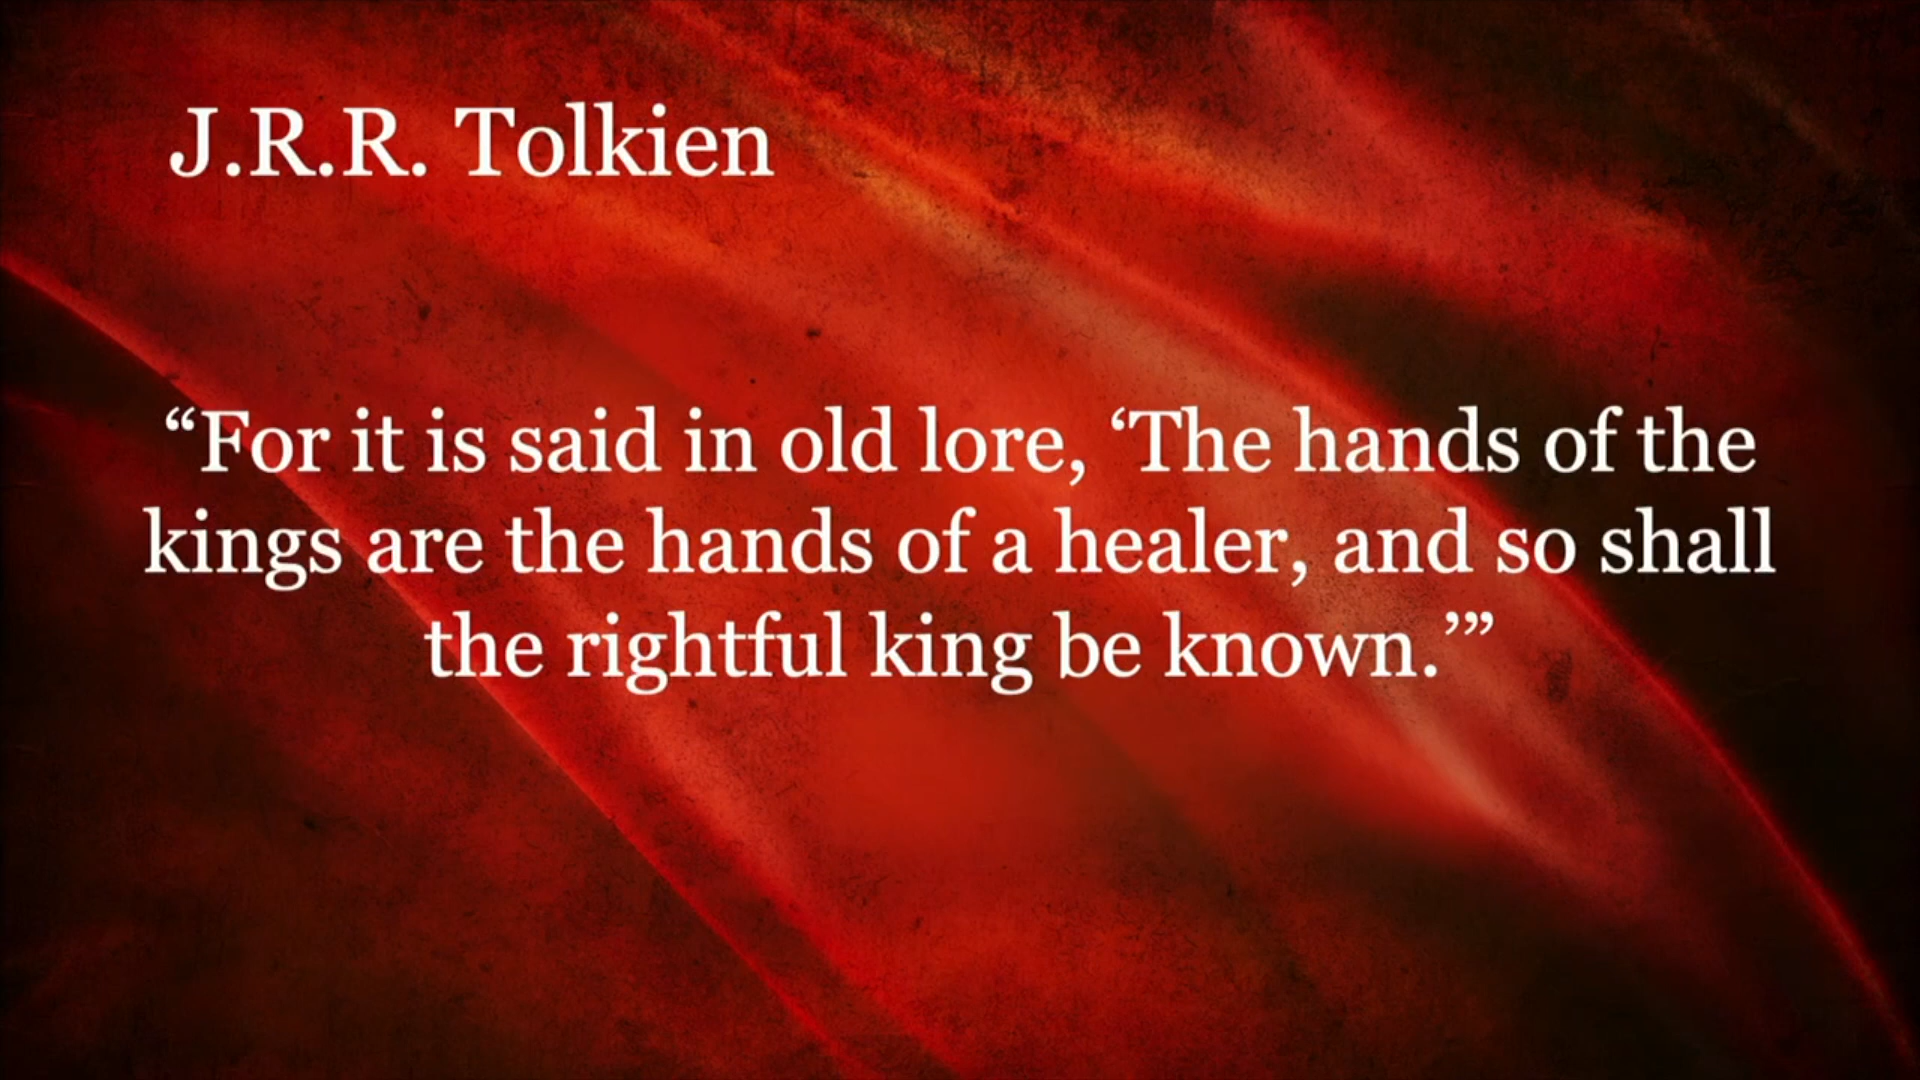 J.R.R. Tolkien
“For it is said in old lore, ‘The hands of the
kings are the hands of a healer, and so shall
the rightful king be known.’”